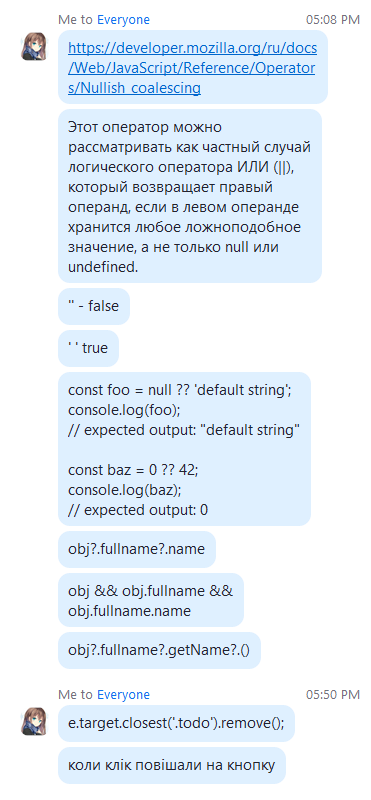 Me to Everyone 05:08 PM
https://developer.mozilla.org/ru/docs
/Web/JavaScript/Reference/Operator
s/Nullish_coalescing
Этот оператор можно
рассматривать как частный случай
логического оператора ИЛИ (||),
который возвращает правый
операнд, если в левом операнде
хранится любое ложноподобное
значение, а не только null или
undefined.
'' - false
' ' true
const foo = null ?? 'default string';
console.log(foo);
// expected output: "default string"
const baz = 0 ?? 42;
console.log(baz);
// expected output: 0
obj?.fullname?.name
obj && obj.fullname &&
obj.fullname.name
obj?.fullname?.getName?.()
Me to Everyone 05:50 PM
e.target.closest('.todo').remove();
коли клік повішали на кнопку